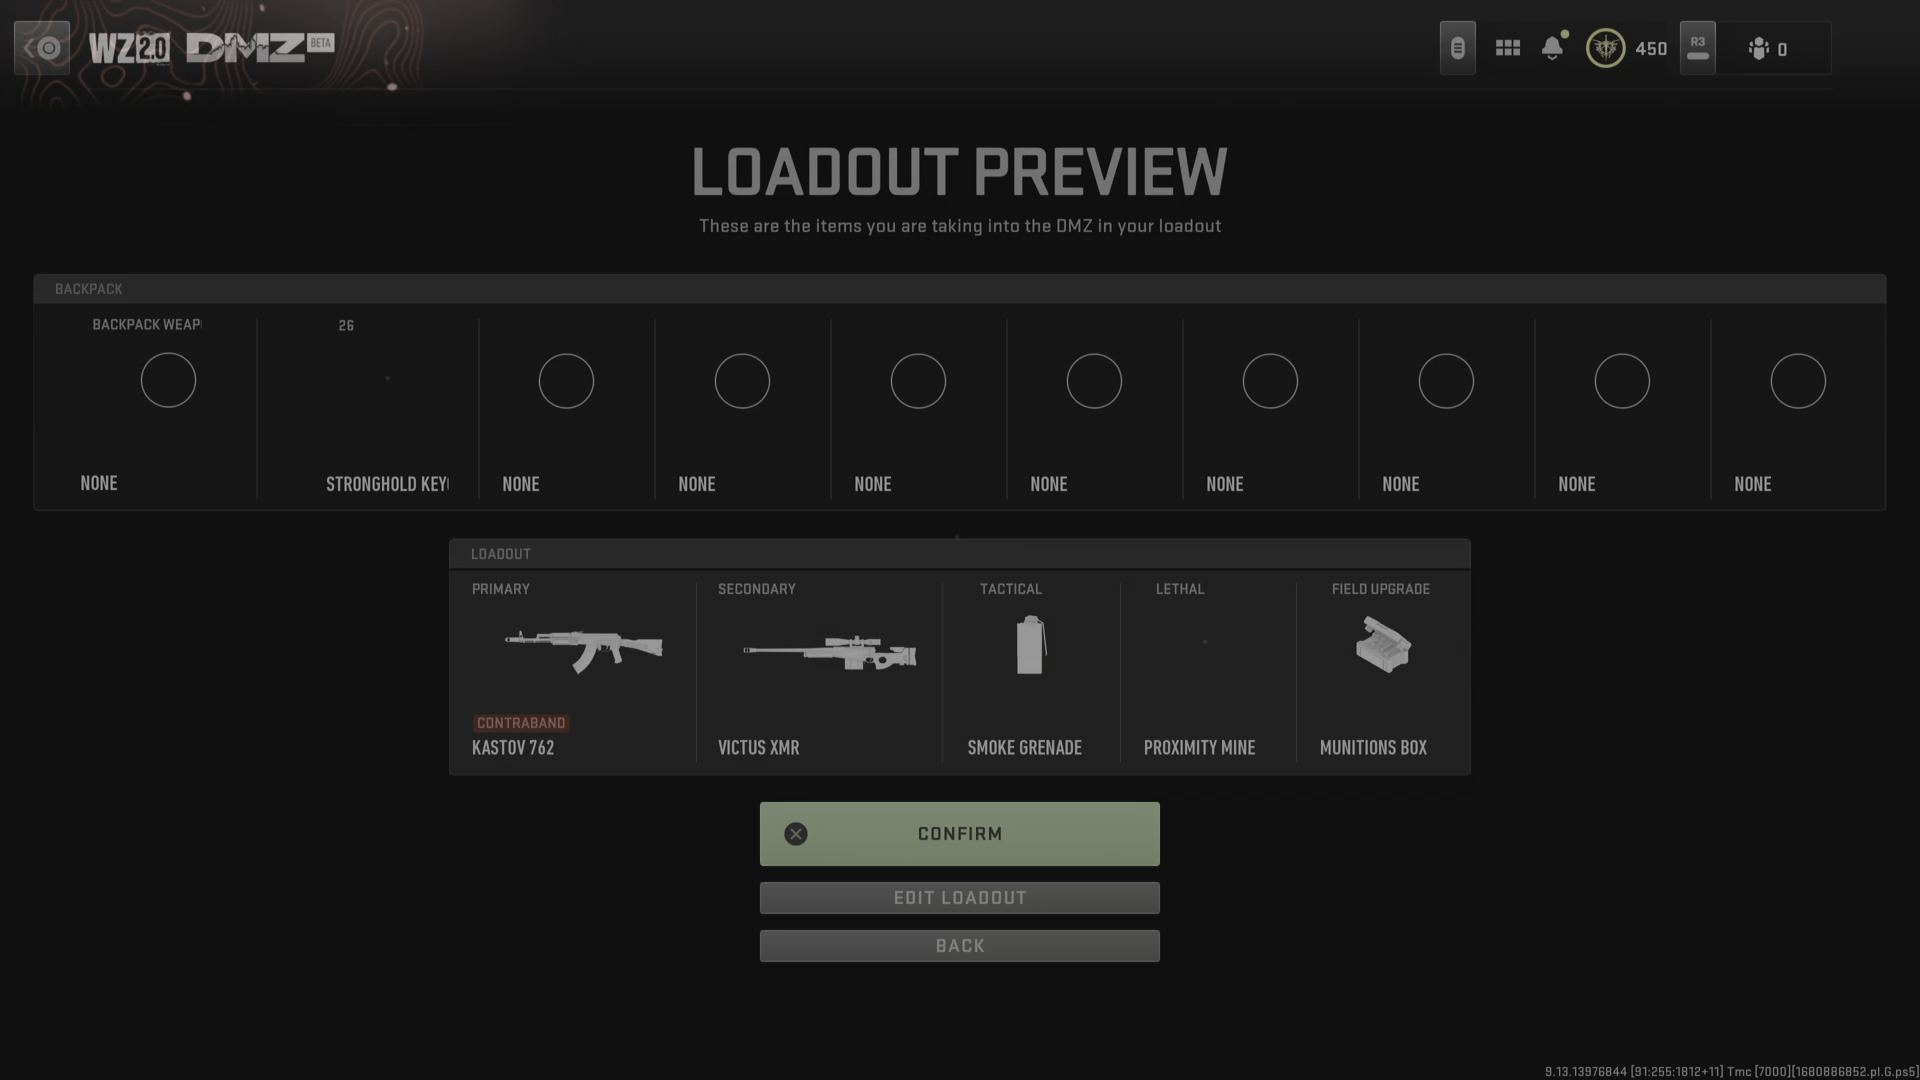 WZ2.0 DMZ BETA
450
R3
0
LOADOUT PREVIEW
These are the items you are taking into the DMZ in your loadout
BACKPACK
BACKPACK WEAP
26
NONE
STRONGHOLD KEY
NONE
NONE
NONE
NONE
NONE
NONE
NONE
NONE
LOADOUT
PRIMARY
SECONDARY
TACTICAL
LETHAL
FIELD UPGRADE
CONTRABAND
KASTOV 762
VICTUS XMR
SMOKE GRENADE
PROXIMITY MINE
MUNITIONS BOX
CONFIRM
EDIT LOADOUT
BACK
9.13.13976844 [91:255:1812+11] Tmc [7000][1680886852.pl.G.ps5]